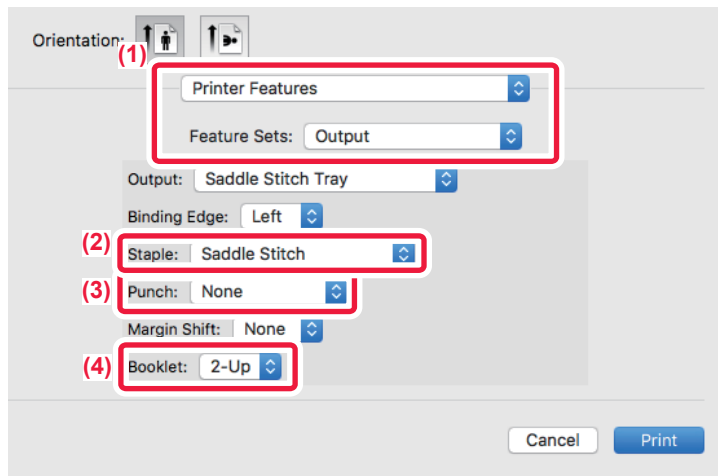 Orientation:
(1)
Printer Features
Feature Sets: Output
Output: Saddle Stitch Tray
Binding Edge: Left
(2) Staple: Saddle Stitch
(3) Punch: None
Margin Shift: None
(4) Booklet: 2-Up
Cancel Print